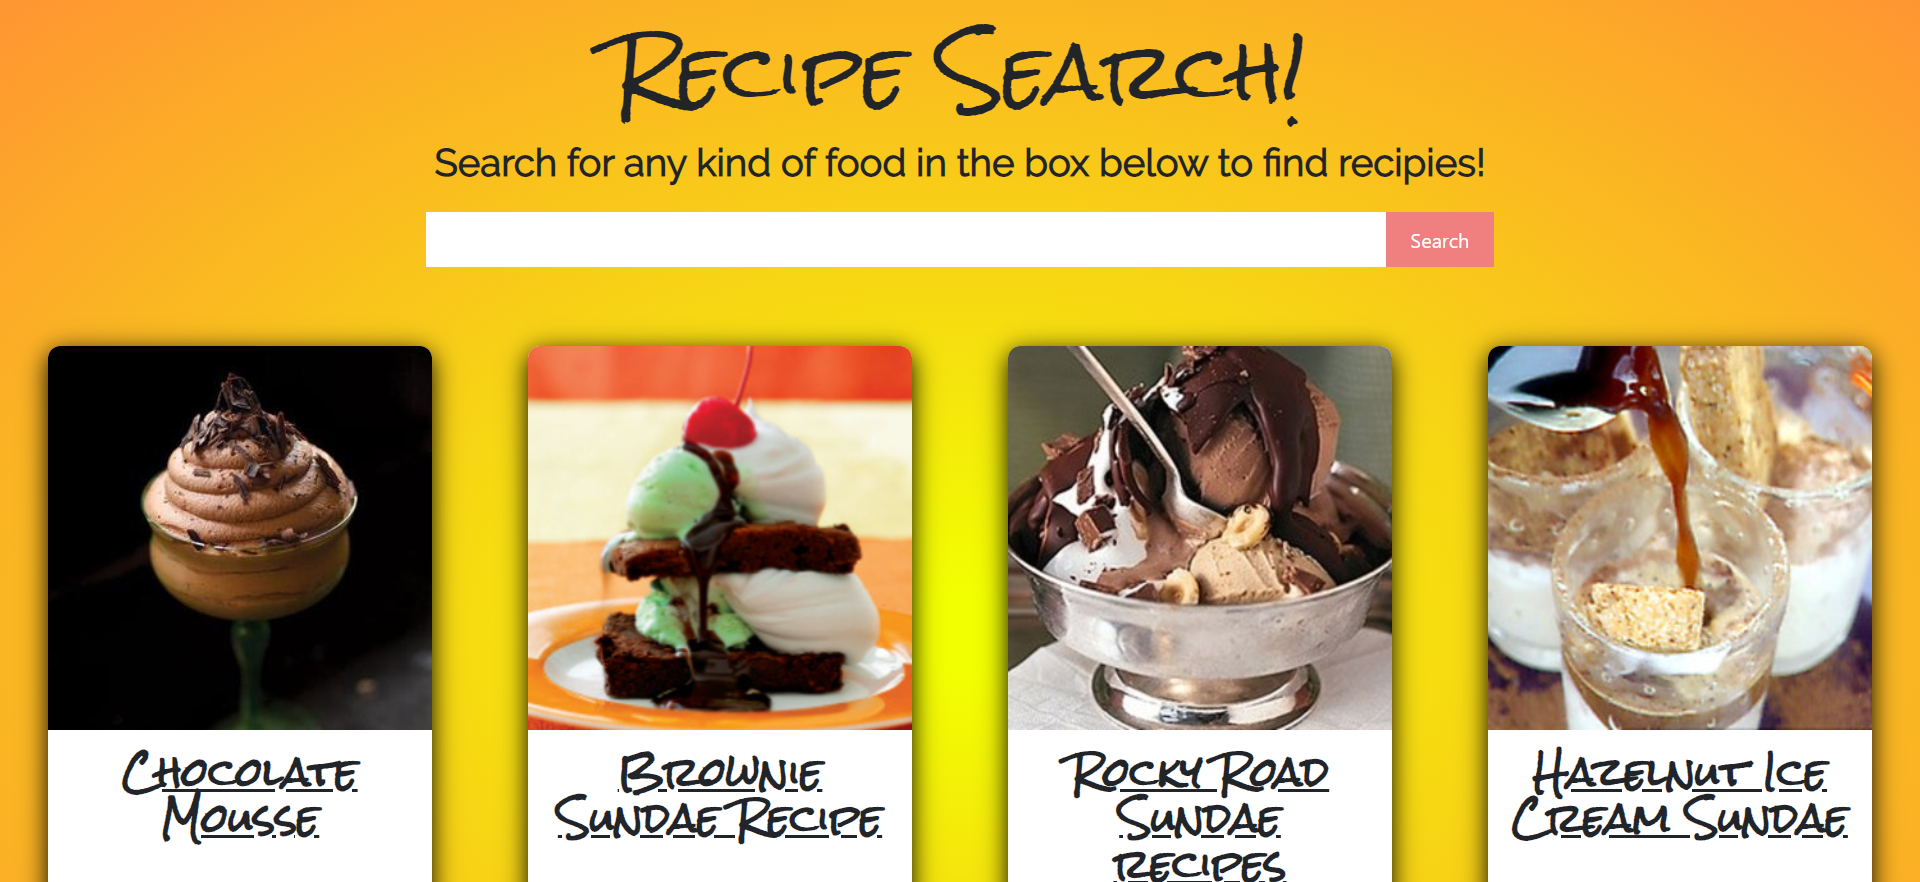 Recipe Search!
Search for any kind of food in the box below to find recipies!
Search
Chocolate
Mousse
Brownie
Sundae Recipe
Rocky Road
Sundae
recipes
Hazelnut Ice
Cream Sundae